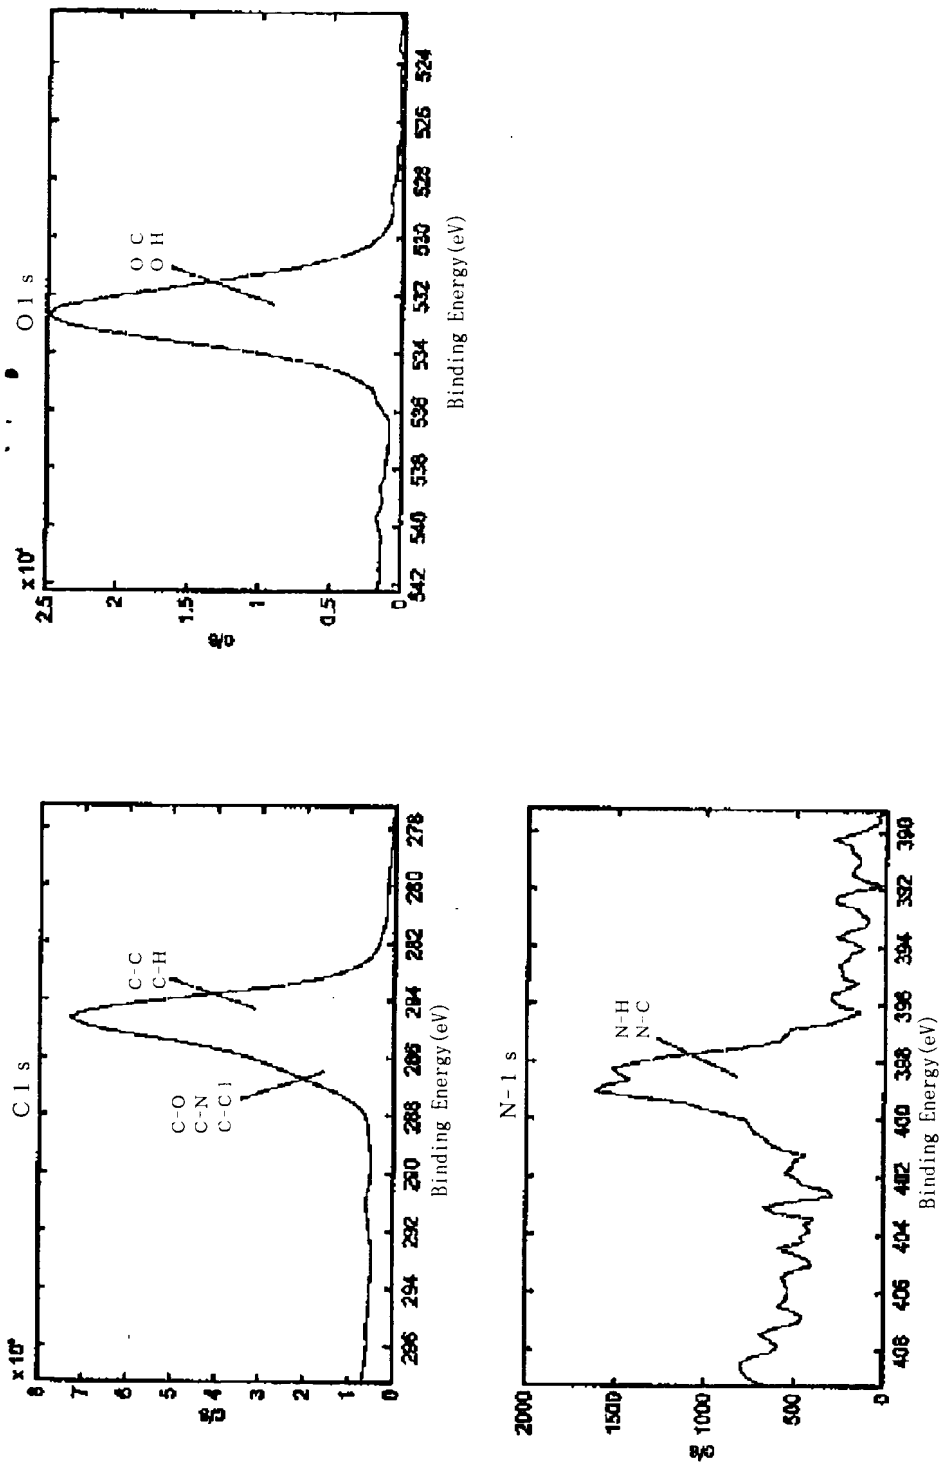 C 1 s
x10⁴
8
7
6
5
4
3
2
1
0
c/s
C-O
C-N
C-Cl
C-C
C-H
296
294
292
290
288
286
284
282
280
278
Binding Energy(eV)
O 1 s
x10⁴
2.5
2
1.5
1
0.5
0
c/s
O C
O H
542
540
538
536
534
532
530
528
526
524
Binding Energy(eV)
N-1 s
2000
1500
1000
500
0
c/s
N-H
N-C
408
406
404
402
400
398
396
394
392
390
Binding Energy(eV)